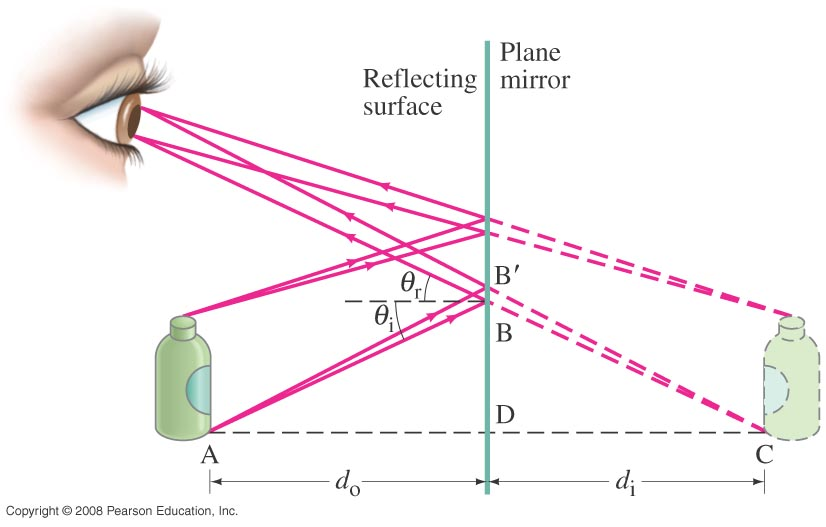 Plane
Reflecting mirror
surface
B′
θr
θi
B
D
A
C
do
di
Copyright © 2008 Pearson Education, Inc.